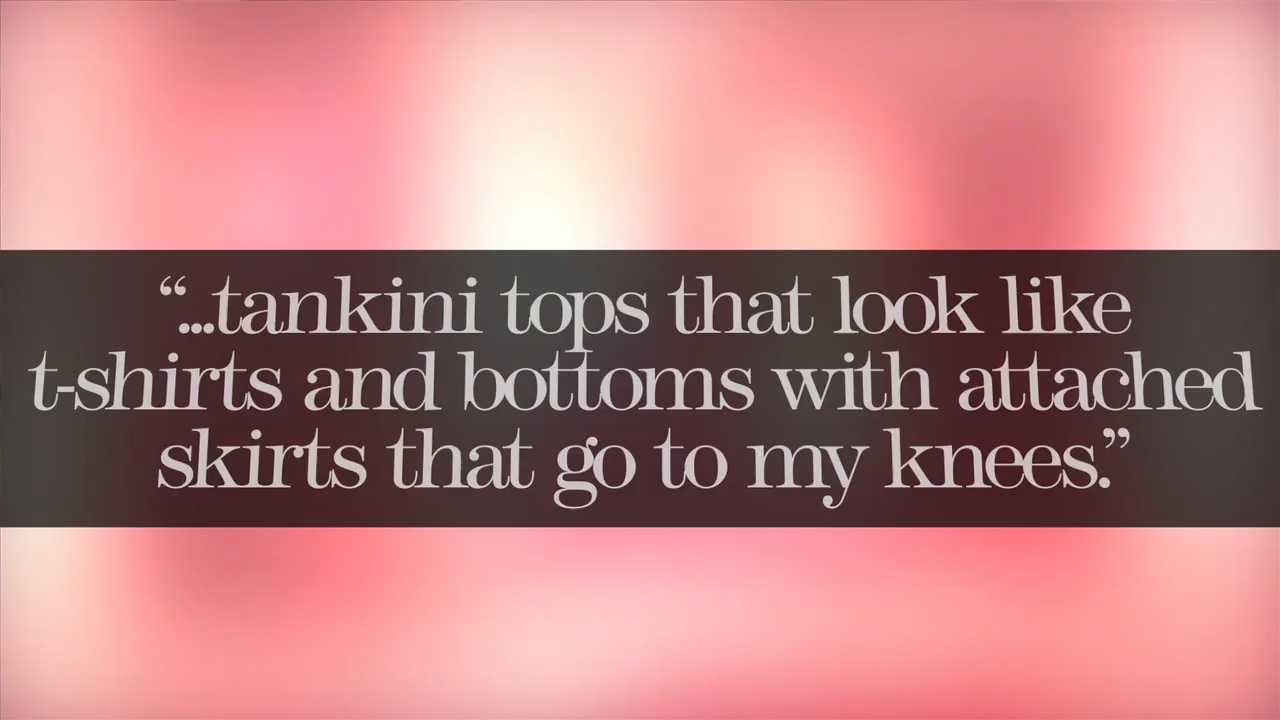 “...tankini tops that look like
t-shirts and bottoms with attached
skirts that go to my knees.”